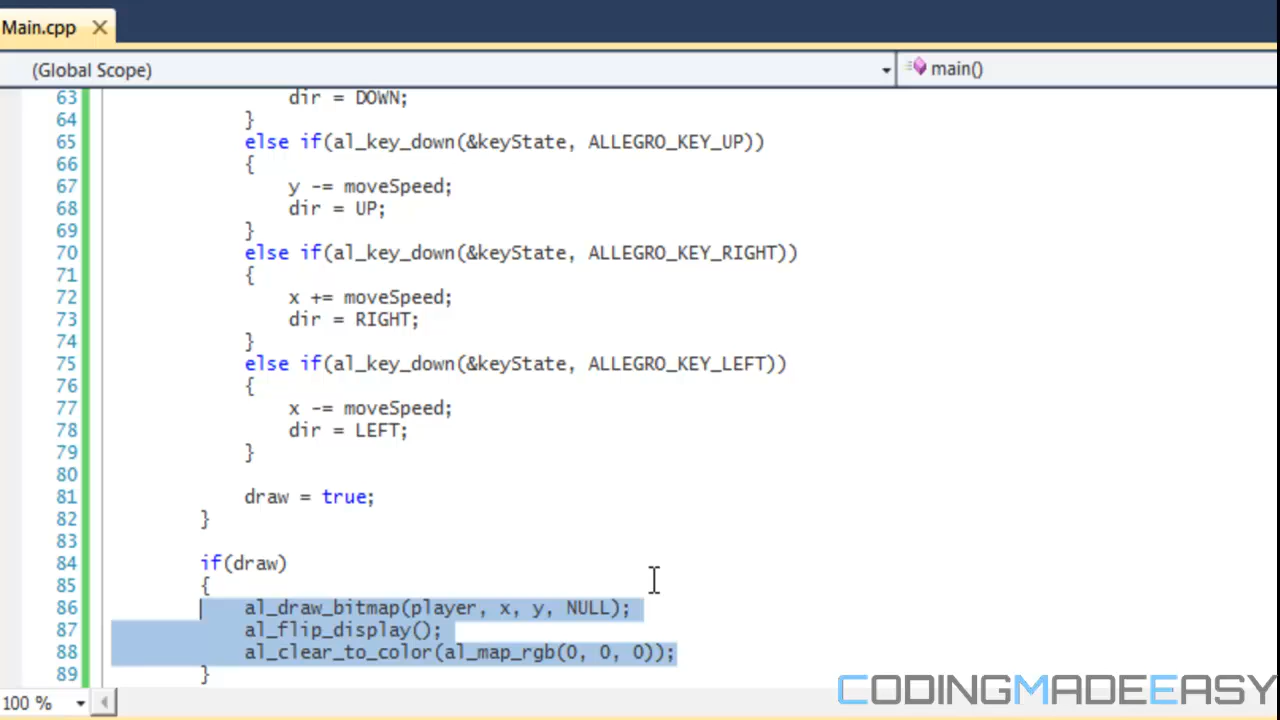 Main.cpp
(Global Scope) main()
63 dir = DOWN;
64 }
65 else if(al_key_down(&keyState, ALLEGRO_KEY_UP))
66 {
67 y -= moveSpeed;
68 dir = UP;
69 }
70 else if(al_key_down(&keyState, ALLEGRO_KEY_RIGHT))
71 {
72 x += moveSpeed;
73 dir = RIGHT;
74 }
75 else if(al_key_down(&keyState, ALLEGRO_KEY_LEFT))
76 {
77 x -= moveSpeed;
78 dir = LEFT;
79 }
80
81 draw = true;
82 }
83
84 if(draw)
85 {
86 al_draw_bitmap(player, x, y, NULL);
87 al_flip_display();
88 al_clear_to_color(al_map_rgb(0, 0, 0));
89 }
100 %
CODINGMADEEASY